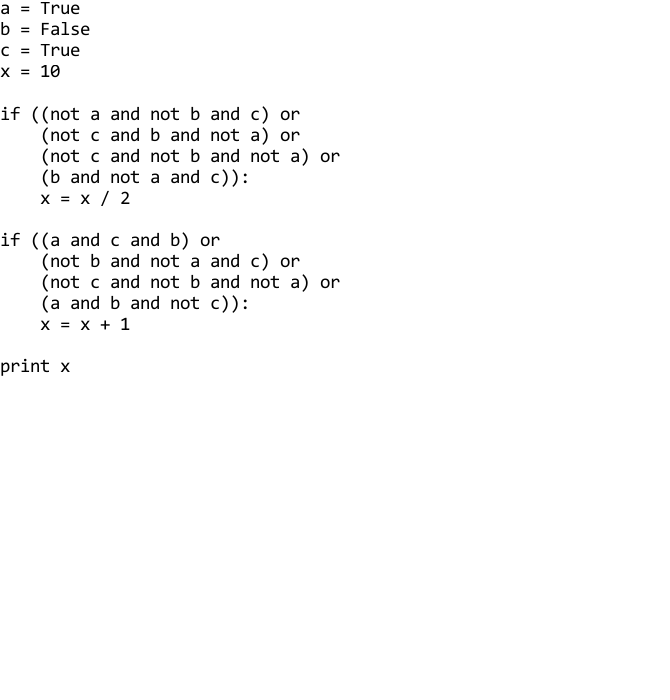 a = True
b = False
c = True
x = 10

if ((not a and not b and c) or
    (not c and b and not a) or
    (not c and not b and not a) or
    (b and not a and c)):
    x = x / 2

if ((a and c and b) or
    (not b and not a and c) or
    (not c and not b and not a) or
    (a and b and not c)):
    x = x + 1

print x